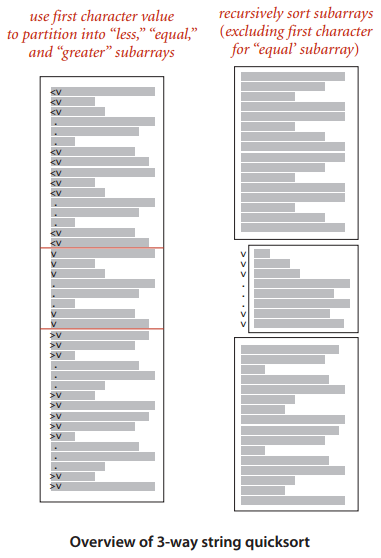 use first character value
to partition into “less,” “equal,”
and “greater” subarrays
<v
<v
<v
.
.
.
<v
<v
<v
<v
<v
.
.
.
<v
<v
v
v
v
.
.
.
v
v
>v
>v
>v
.
.
.
>v
>v
>v
>v
>v
.
.
.
>v
>v
recursively sort subarrays
(excluding first character
for “equal’ subarray)
v
v
v
.
.
.
v
v
Overview of 3-way string quicksort